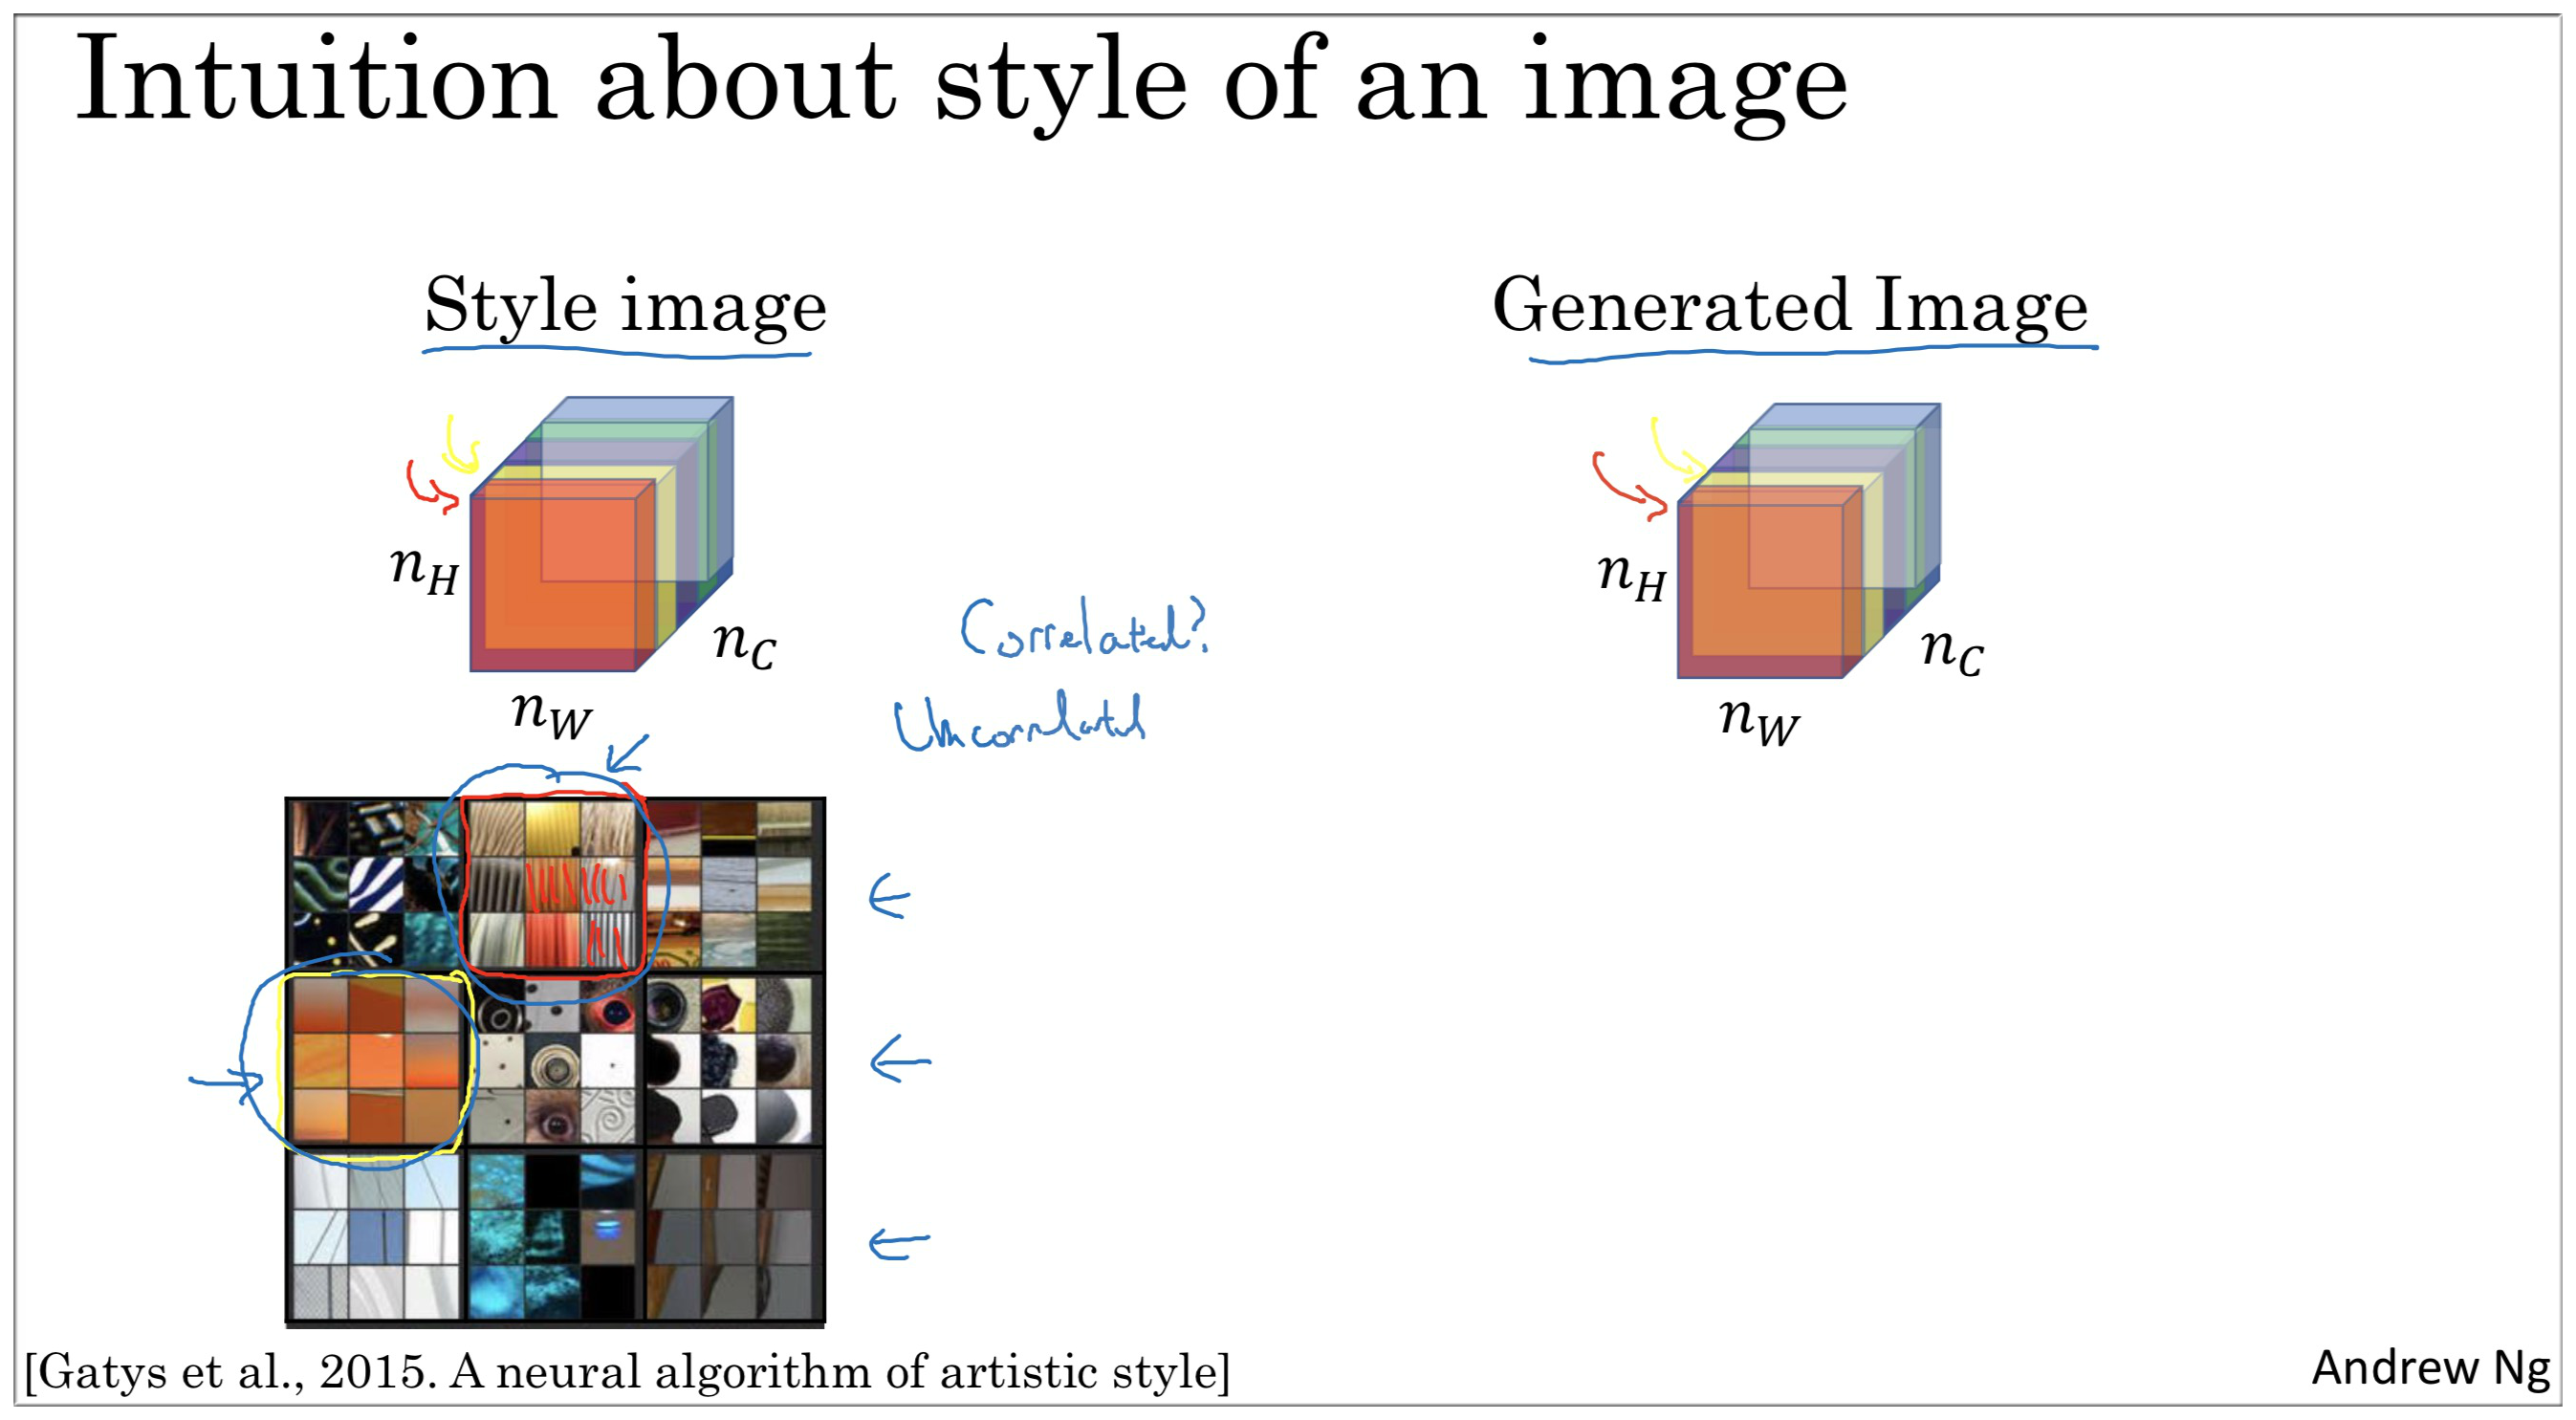 Intuition about style of an image
Style image
Generated Image
n_H
n_C
n_W
n_H
n_C
n_W
Correlated?
Uncorrelated
[Gatys et al., 2015. A neural algorithm of artistic style]
Andrew Ng